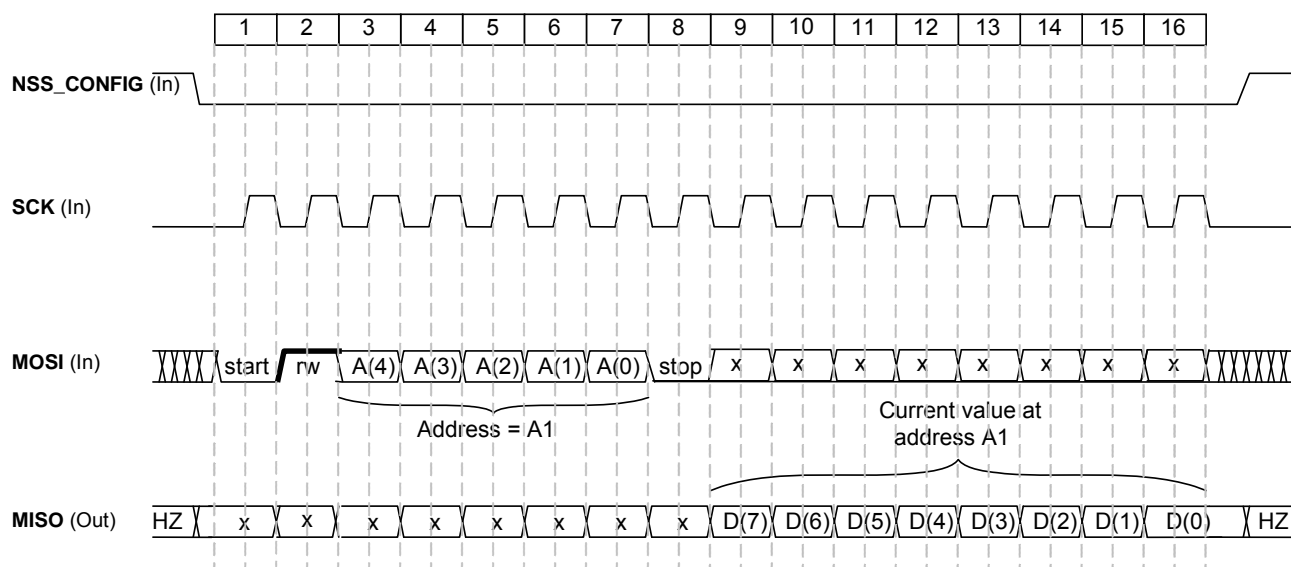 1 2 3 4 5 6 7 8 9 10 11 12 13 14 15 16
NSS_CONFIG (In)
SCK (In)
MOSI (In) start rw A(4) A(3) A(2) A(1) A(0) stop x x x x x x x x
Address = A1
Current value at
address A1
MISO (Out) HZ x x x x x x x x D(7) D(6) D(5) D(4) D(3) D(2) D(1) D(0) HZ